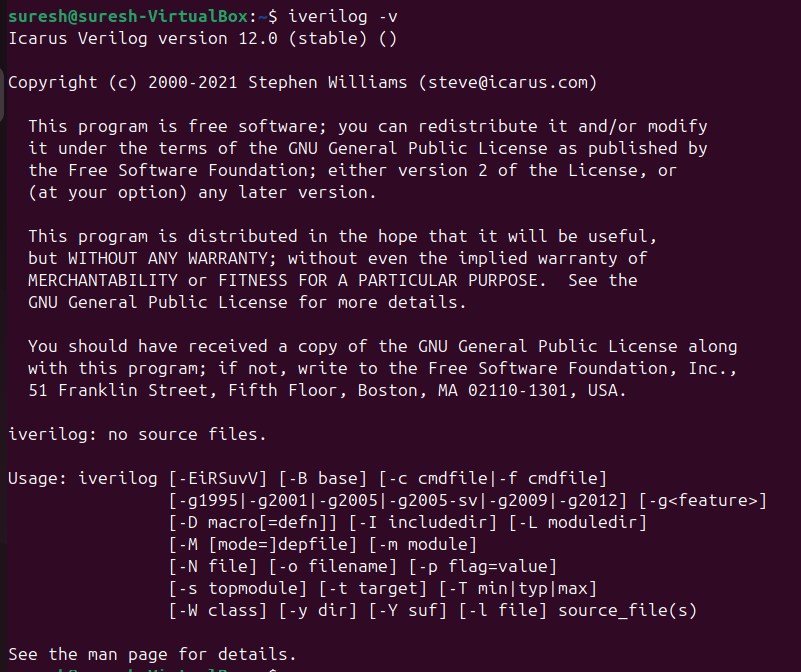 suresh@suresh-VirtualBox:~$ iverilog -v
Icarus Verilog version 12.0 (stable) ()

Copyright (c) 2000-2021 Stephen Williams (steve@icarus.com)

  This program is free software; you can redistribute it and/or modify
  it under the terms of the GNU General Public License as published by
  the Free Software Foundation; either version 2 of the License, or
  (at your option) any later version.

  This program is distributed in the hope that it will be useful,
  but WITHOUT ANY WARRANTY; without even the implied warranty of
  MERCHANTABILITY or FITNESS FOR A PARTICULAR PURPOSE.  See the
  GNU General Public License for more details.

  You should have received a copy of the GNU General Public License along
  with this program; if not, write to the Free Software Foundation, Inc.,
  51 Franklin Street, Fifth Floor, Boston, MA 02110-1301, USA.

iverilog: no source files.

Usage: iverilog [-EiRSuvV] [-B base] [-c cmdfile|-f cmdfile]
                [-g1995|-g2001|-g2005|-g2005-sv|-g2009|-g2012] [-g<feature>]
                [-D macro[=defn]] [-I includedir] [-L moduledir]
                [-M [mode=]depfile] [-m module]
                [-N file] [-o filename] [-p flag=value]
                [-s topmodule] [-t target] [-T min|typ|max]
                [-W class] [-y dir] [-Y suf] [-l file] source_file(s)

See the man page for details.